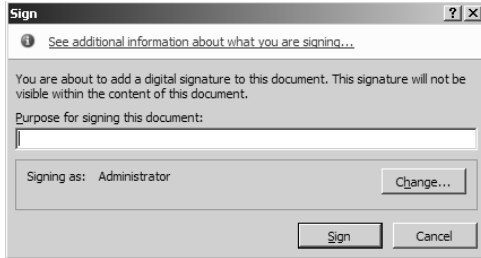 Sign
See additional information about what you are signing...
You are about to add a digital signature to this document. This signature will not be
visible within the content of this document.
Purpose for signing this document:
Signing as: Administrator
Change...
Sign Cancel